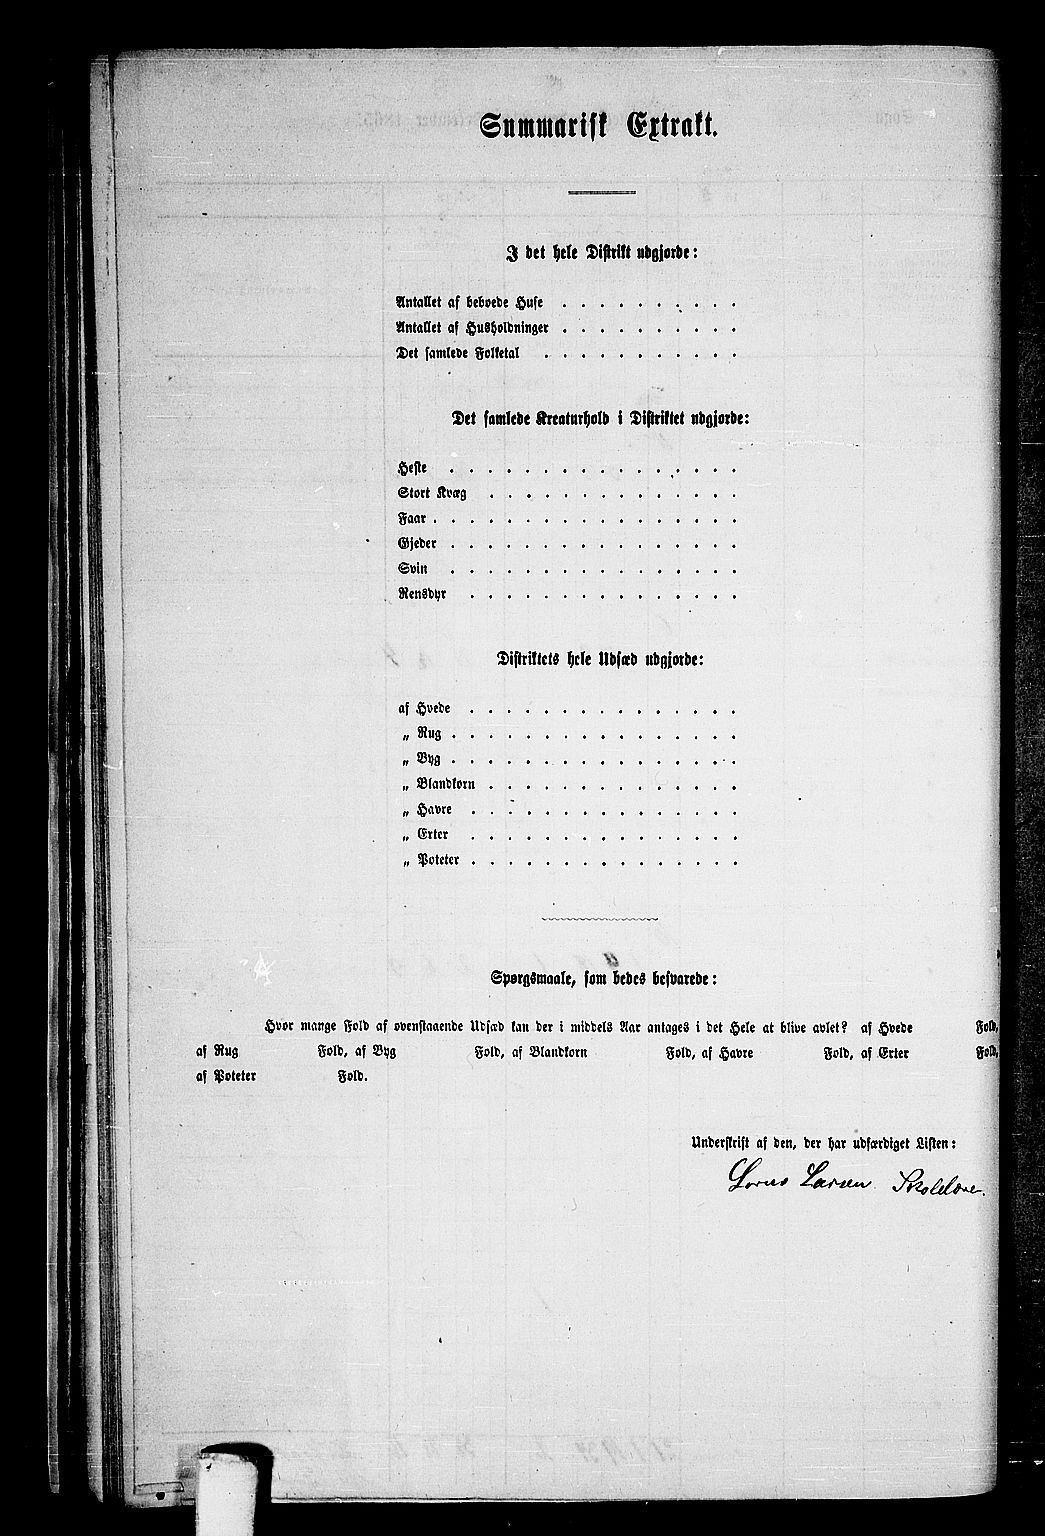 Summarisk Extrakt.
I det hele Distrikt udgjorde:
Antallet af beboede Huse . . . . . . . . . .
Antallet af Husholdninger . . . . . . . . . .
Det samlede Folketal . . . . . . . . . . .
Det samlede Kreaturhold i Distriktet udgjorde:
Heste . . . . . . . . . . . . . . . .
Stort Kvæg . . . . . . . . . . . . . .
Faar . . . . . . . . . . . . . . . . .
Gjeder . . . . . . . . . . . . . . . .
Svin . . . . . . . . . . . . . . . .
Rensdyr . . . . . . . . . . . . . . .
Distriktets hele Udsæd udgjorde:
af Hvede . . . . . . . . . . . . . . .
„ Rug . . . . . . . . . . . . . . . .
„ Byg . . . . . . . . . . . . . . . .
„ Blandkorn . . . . . . . . . . . . . .
„ Havre . . . . . . . . . . . . . . .
„ Erter . . . . . . . . . . . . . . .
„ Poteter . . . . . . . . . . . . . . .
Spørgsmaale, som bedes besvarede:
Hvor mange Fold af ovenstaaende Udsæd kan der i middels Aar antages i det Hele at blive avlet? af Hvede Fold,
af Rug Fold, af Byg Fold, af Blandkorn Fold, af Havre Fold, af Erter Fold,
af Poteter Fold.
Underskrift af den, der har udfærdiget Listen:
Larsen